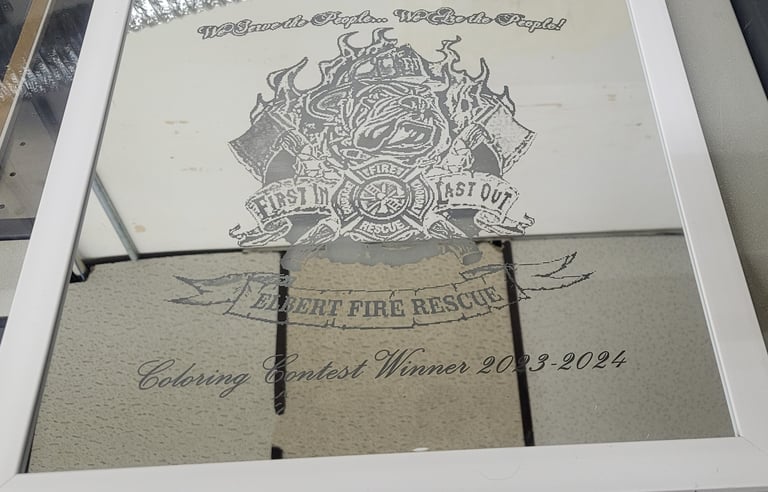 We Serve the People... We Are the People!
FIRE
FIRST IN LAST OUT
RESCUE
ELBERT FIRE RESCUE
Coloring Contest Winner 2023-2024